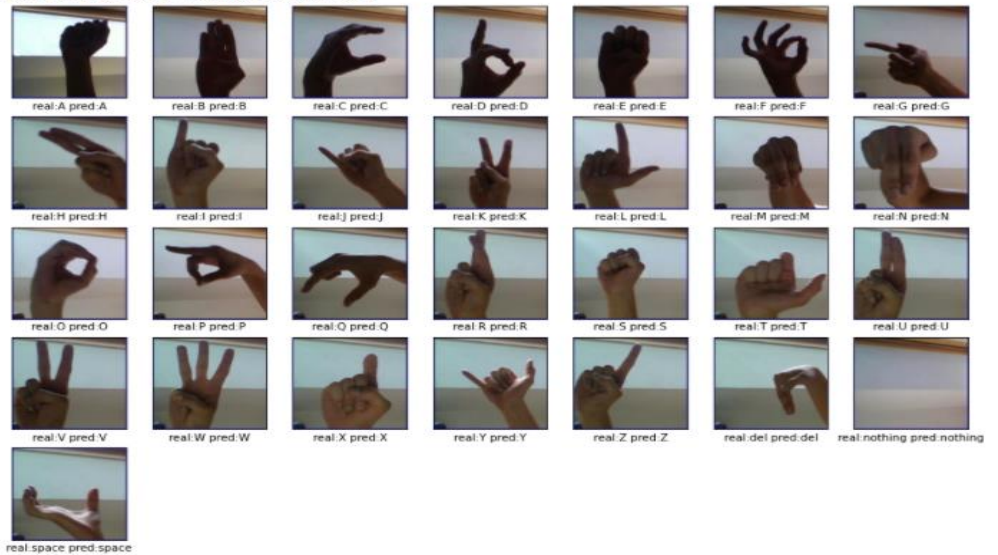 real:A pred:A
real:B pred:B
real:C pred:C
real:D pred:D
real:E pred:E
real:F pred:F
real:G pred:G
real:H pred:H
real:I pred:I
real:J pred:J
real:K pred:K
real:L pred:L
real:M pred:M
real:N pred:N
real:O pred:O
real:P pred:P
real:Q pred:Q
real:R pred:R
real:S pred:S
real:T pred:T
real:U pred:U
real:V pred:V
real:W pred:W
real:X pred:X
real:Y pred:Y
real:Z pred:Z
real:del pred:del
real:nothing pred:nothing
real:space pred:space